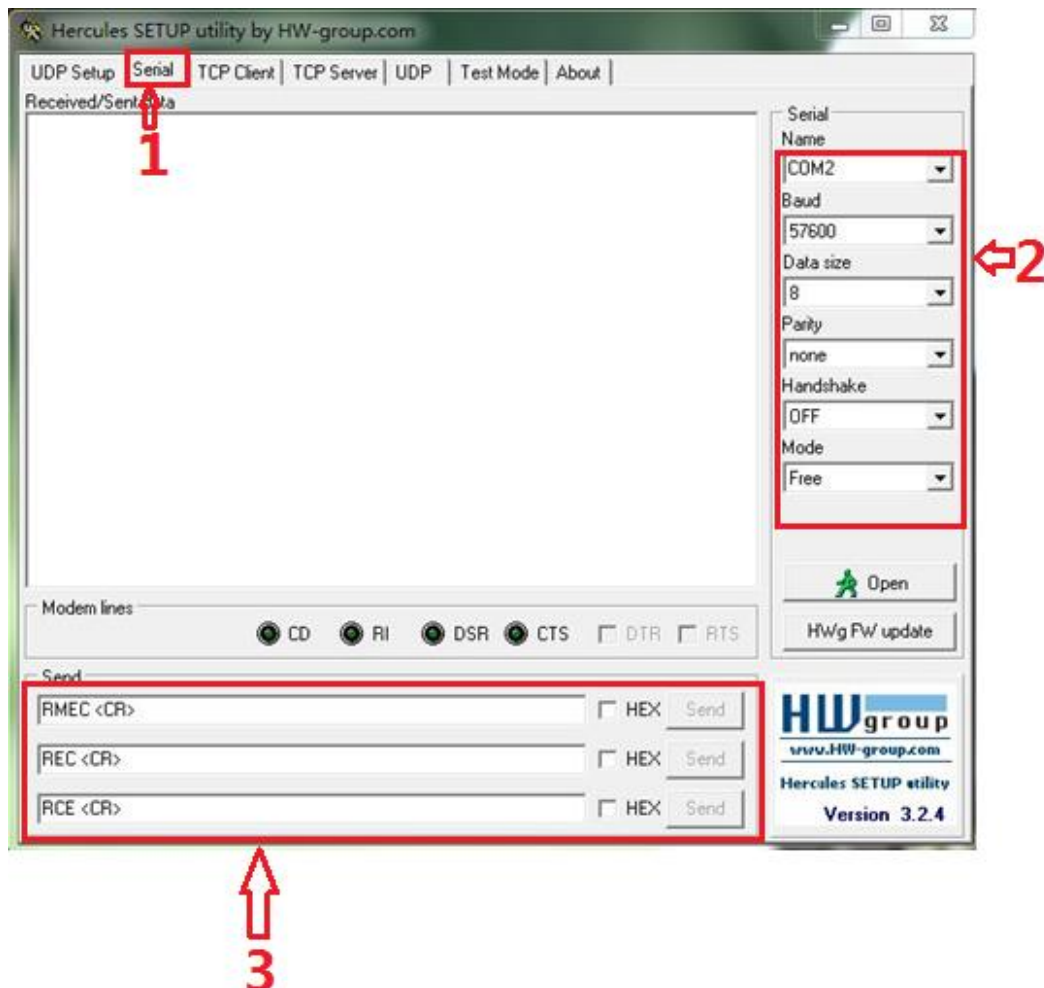 Hercules SETUP utility by HW-group.com
UDP Setup Serial TCP Client TCP Server UDP Test Mode About
Received/Sent data
1
Serial
Name
COM2
Baud
57600
2
Data size
8
Parity
none
Handshake
OFF
Mode
Free
Open
HWg FW update
Modem lines
CD RI DSR CTS DTR RTS
Send
RMEC <CR> HEX Send
REC <CR> HEX Send
RCE <CR> HEX Send
HW group
www.HW-group.com
Hercules SETUP utility
Version 3.2.4
3